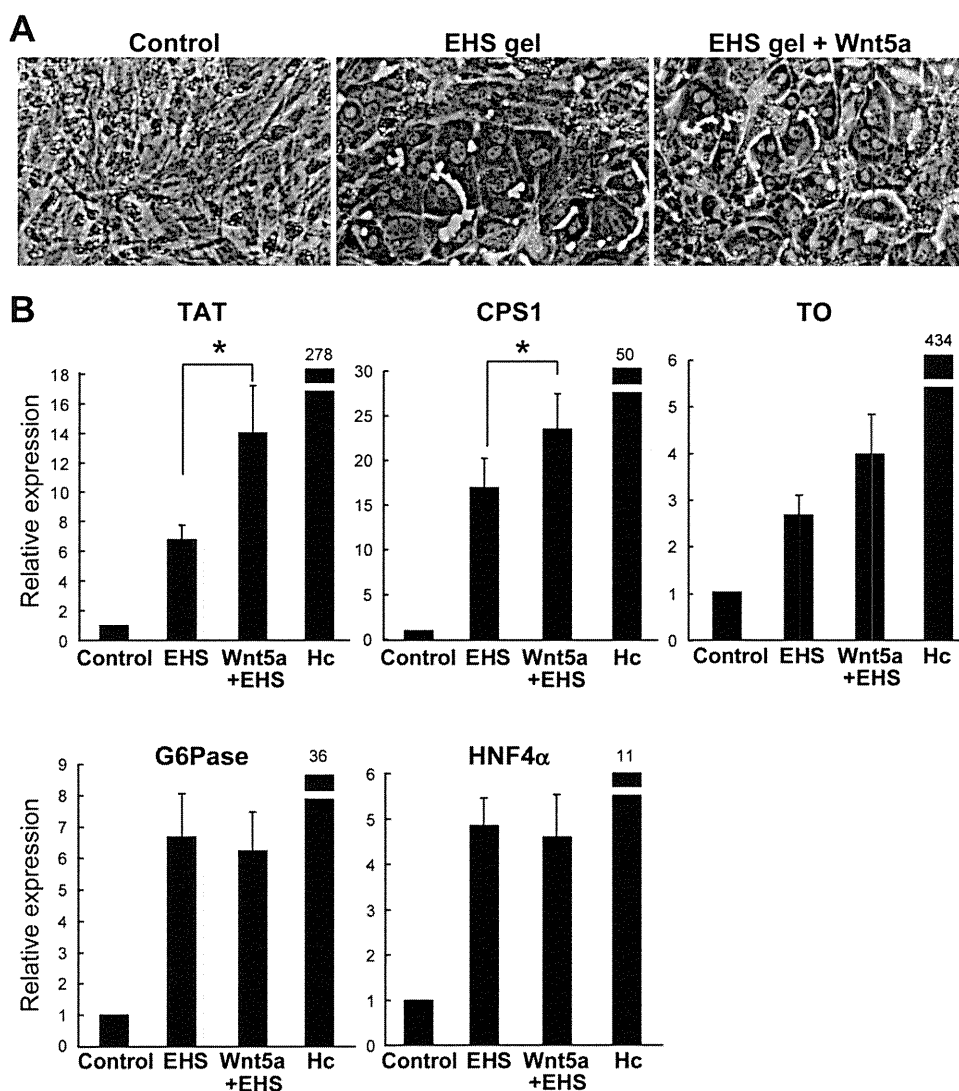 A
Control
EHS gel
EHS gel + Wnt5a
B
TAT
*
278
Relative expression
18
16
14
12
10
8
6
4
2
0
Control EHS Wnt5a Hc
+EHS
CPS1
*
50
30
25
20
15
10
5
0
Control EHS Wnt5a Hc
+EHS
TO
434
6
5
4
3
2
1
0
Control EHS Wnt5a Hc
+EHS
G6Pase
36
Relative expression
9
8
7
6
5
4
3
2
1
0
Control EHS Wnt5a Hc
+EHS
HNF4α
11
6
5
4
3
2
1
0
Control EHS Wnt5a Hc
+EHS